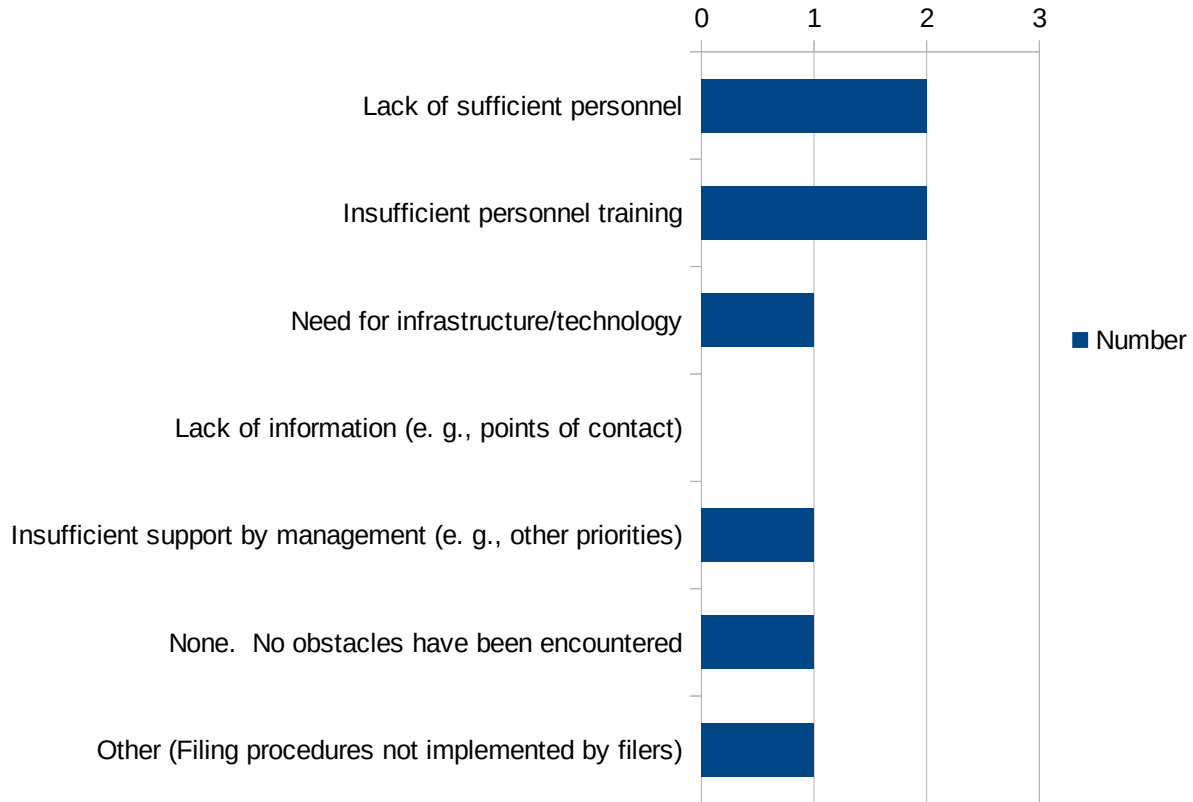 0 1 2 3
Lack of sufficient personnel
Insufficient personnel training
Need for infrastructure/technology
Number
Lack of information (e. g., points of contact)
Insufficient support by management (e. g., other priorities)
None.  No obstacles have been encountered
Other (Filing procedures not implemented by filers)